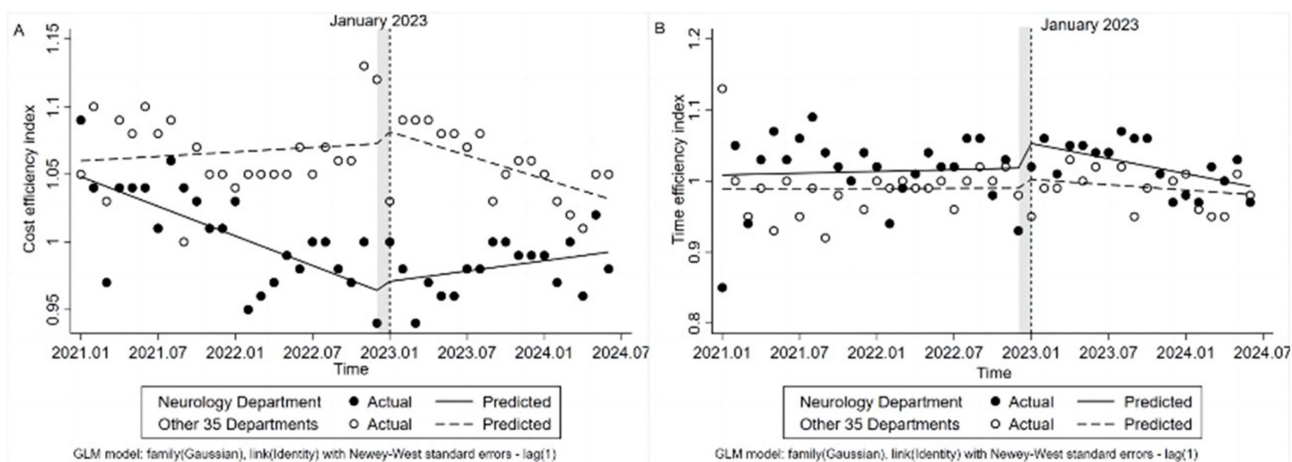 A
January 2023
Cost efficiency index
1.15
1.1
1.05
1
0.95
2021.01 2021.07 2022.01 2022.07 2023.01 2023.07 2024.01 2024.07
Time
Neurology Department Actual Predicted
Other 35 Departments Actual Predicted
GLM model: family(Gaussian), link(Identity) with Newey-West standard errors - lag(1)
B
January 2023
Time efficiency index
1.2
1.1
1
0.9
0.8
2021.01 2021.07 2022.01 2022.07 2023.01 2023.07 2024.01 2024.07
Time
Neurology Department Actual Predicted
Other 35 Departments Actual Predicted
GLM model: family(Gaussian), link(Identity) with Newey-West standard errors - lag(1)